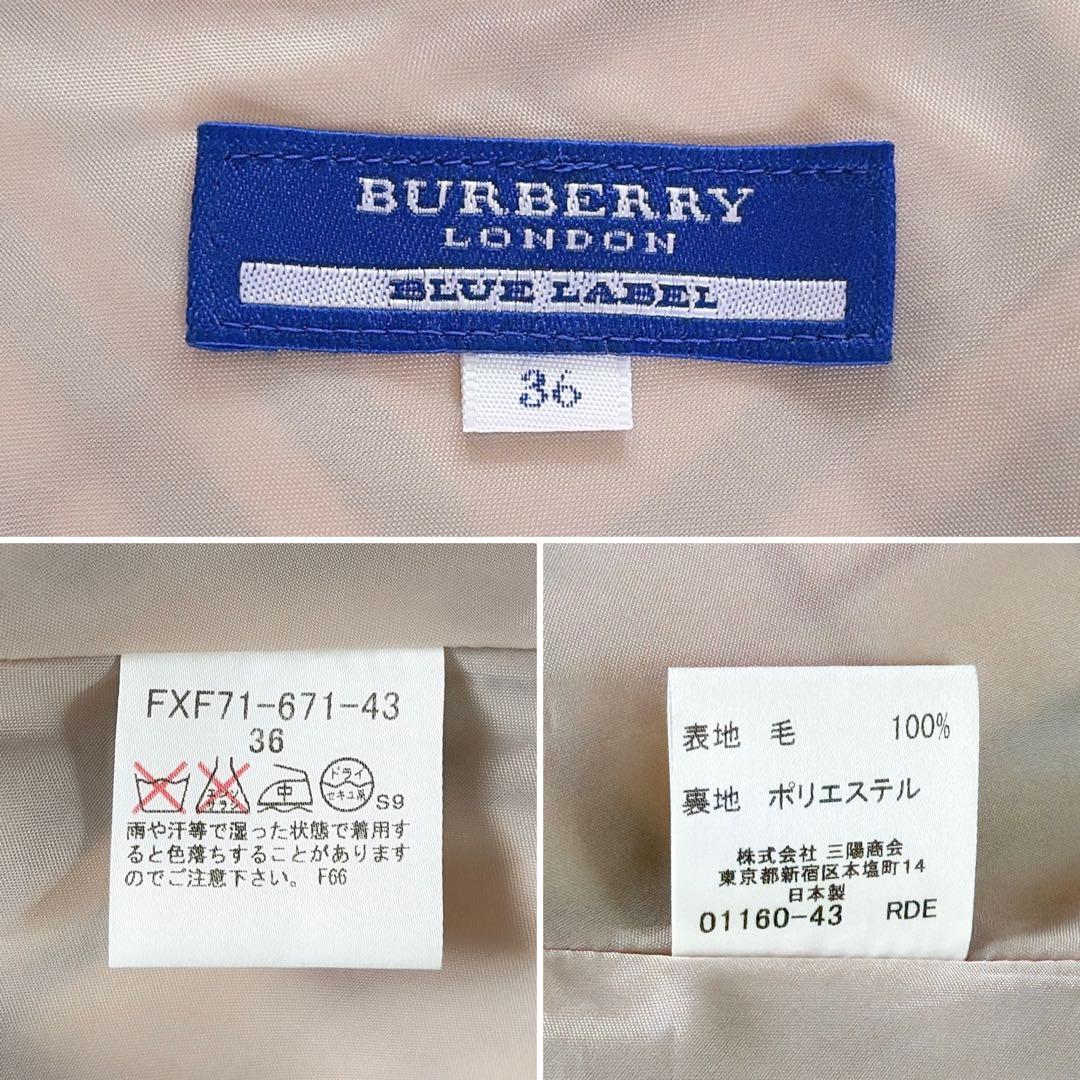 BURBERRY
LONDON
BLUE LABEL
36
FXF71-671-43
36
ドライ
セキユ系
S9
雨や汗等で湿った状態で着用す
ると色落ちすることがあります
のでご注意下さい。 F66
表地 毛 100%
裏地 ポリエステル
株式会社 三陽商会
東京都新宿区本塩町14
日本製
01160-43 RDE